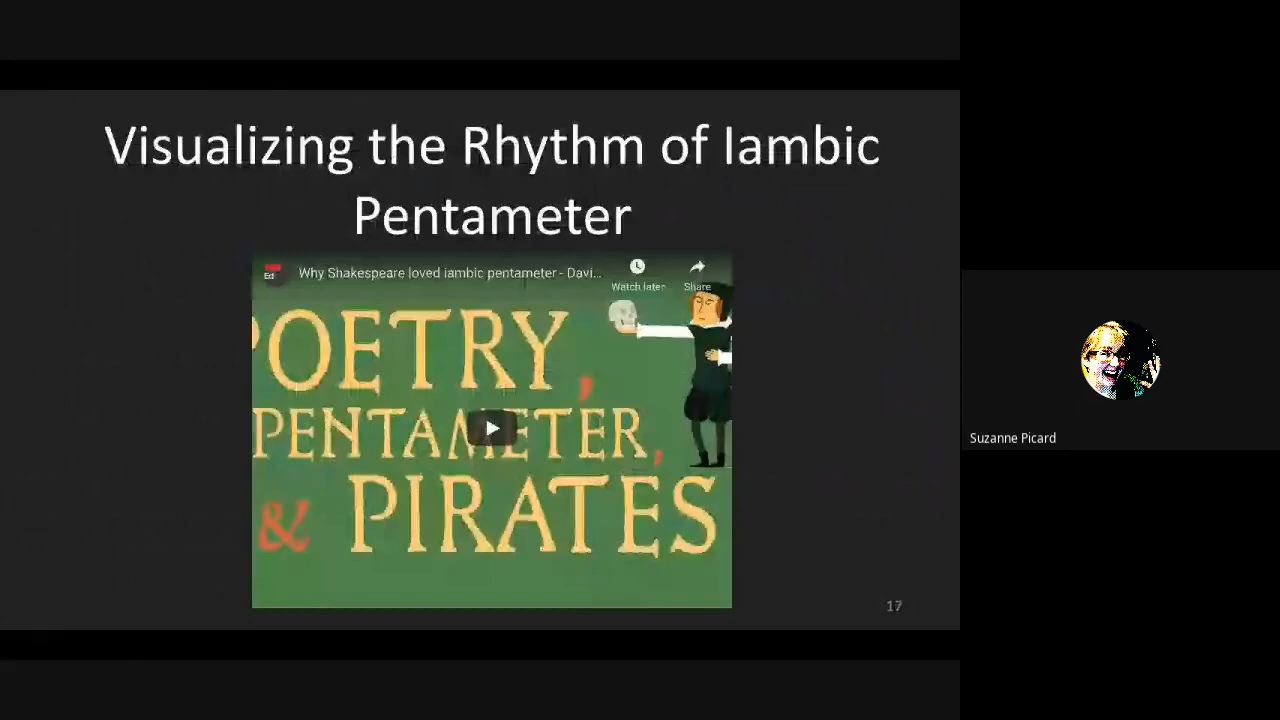 Visualizing the Rhythm of Iambic
Pentameter
Ed
Why Shakespeare loved iambic pentameter - Davi...
Watch later
Share
POETRY,
PENTAMETER,
& PIRATES
17
Suzanne Picard